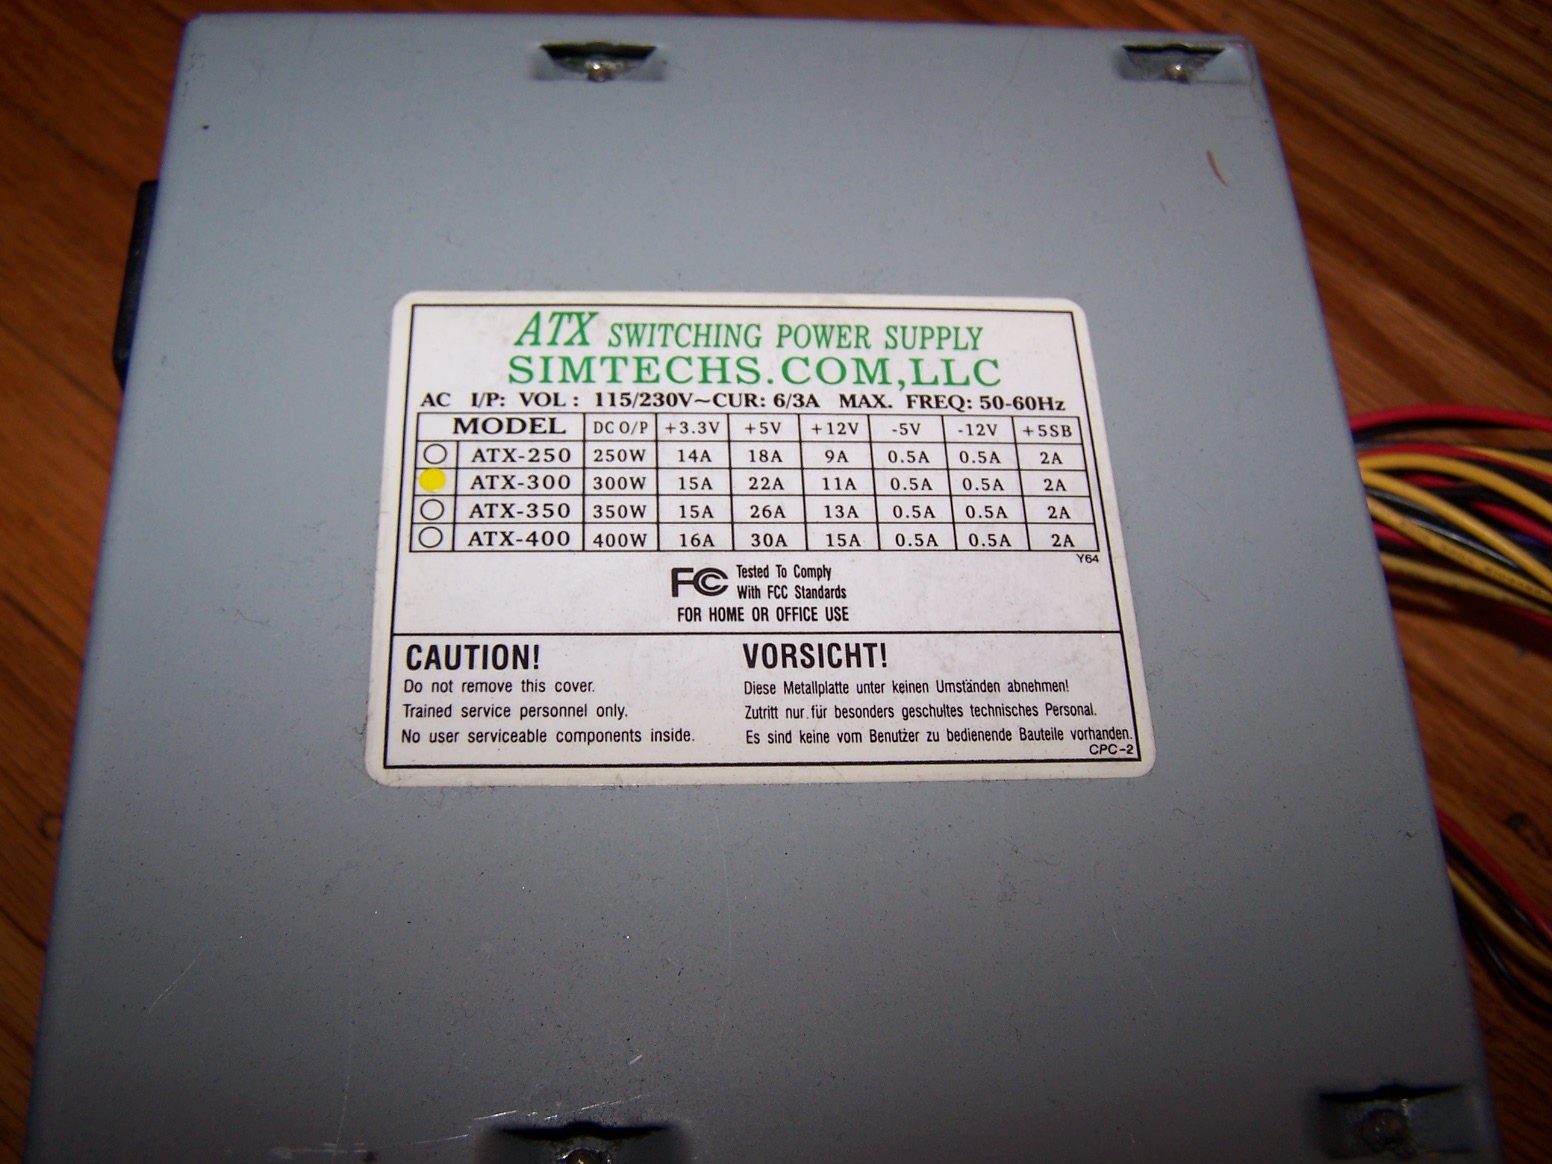 ATX SWITCHING POWER SUPPLY
SIMTECHS.COM,LLC
AC I/P: VOL : 115/230V~CUR: 6/3A MAX. FREQ: 50-60Hz
MODEL DC O/P +3.3V +5V +12V -5V -12V +5SB
ATX-250 250W 14A 18A 9A 0.5A 0.5A 2A
ATX-300 300W 15A 22A 11A 0.5A 0.5A 2A
ATX-350 350W 15A 26A 13A 0.5A 0.5A 2A
ATX-400 400W 16A 30A 15A 0.5A 0.5A 2A
Y64
FC Tested To Comply
With FCC Standards
FOR HOME OR OFFICE USE
CAUTION!
Do not remove this cover.
Trained service personnel only.
No user serviceable components inside.
VORSICHT!
Diese Metallplatte unter keinen Umständen abnehmen!
Zutritt nur für besonders geschultes technisches Personal.
Es sind keine vom Benutzer zu bedienende Bauteile vorhanden.
CPC-2